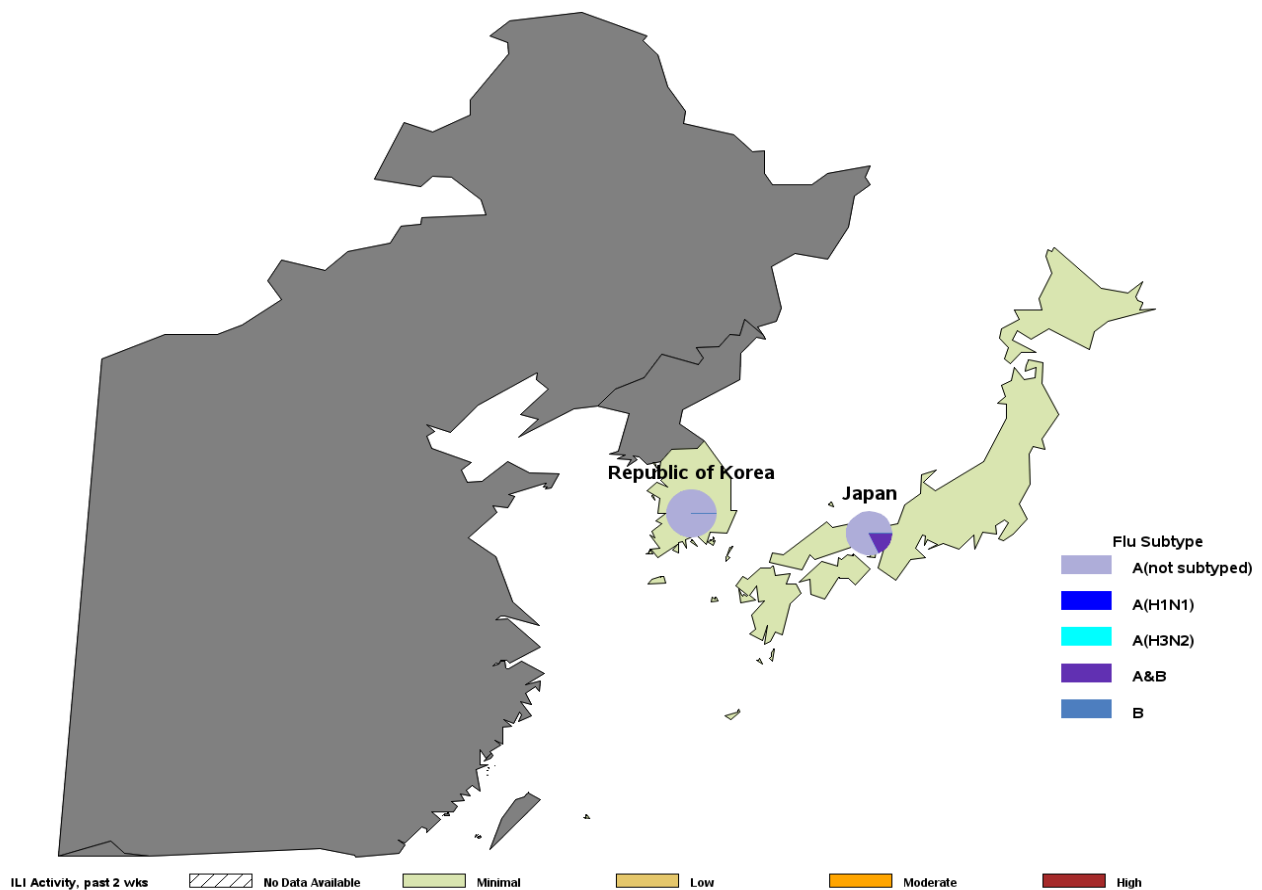 Republic of Korea
Japan
Flu Subtype
A(not subtyped)
A(H1N1)
A(H3N2)
A&B
B
ILI Activity, past 2 wks No Data Available Minimal Low Moderate High